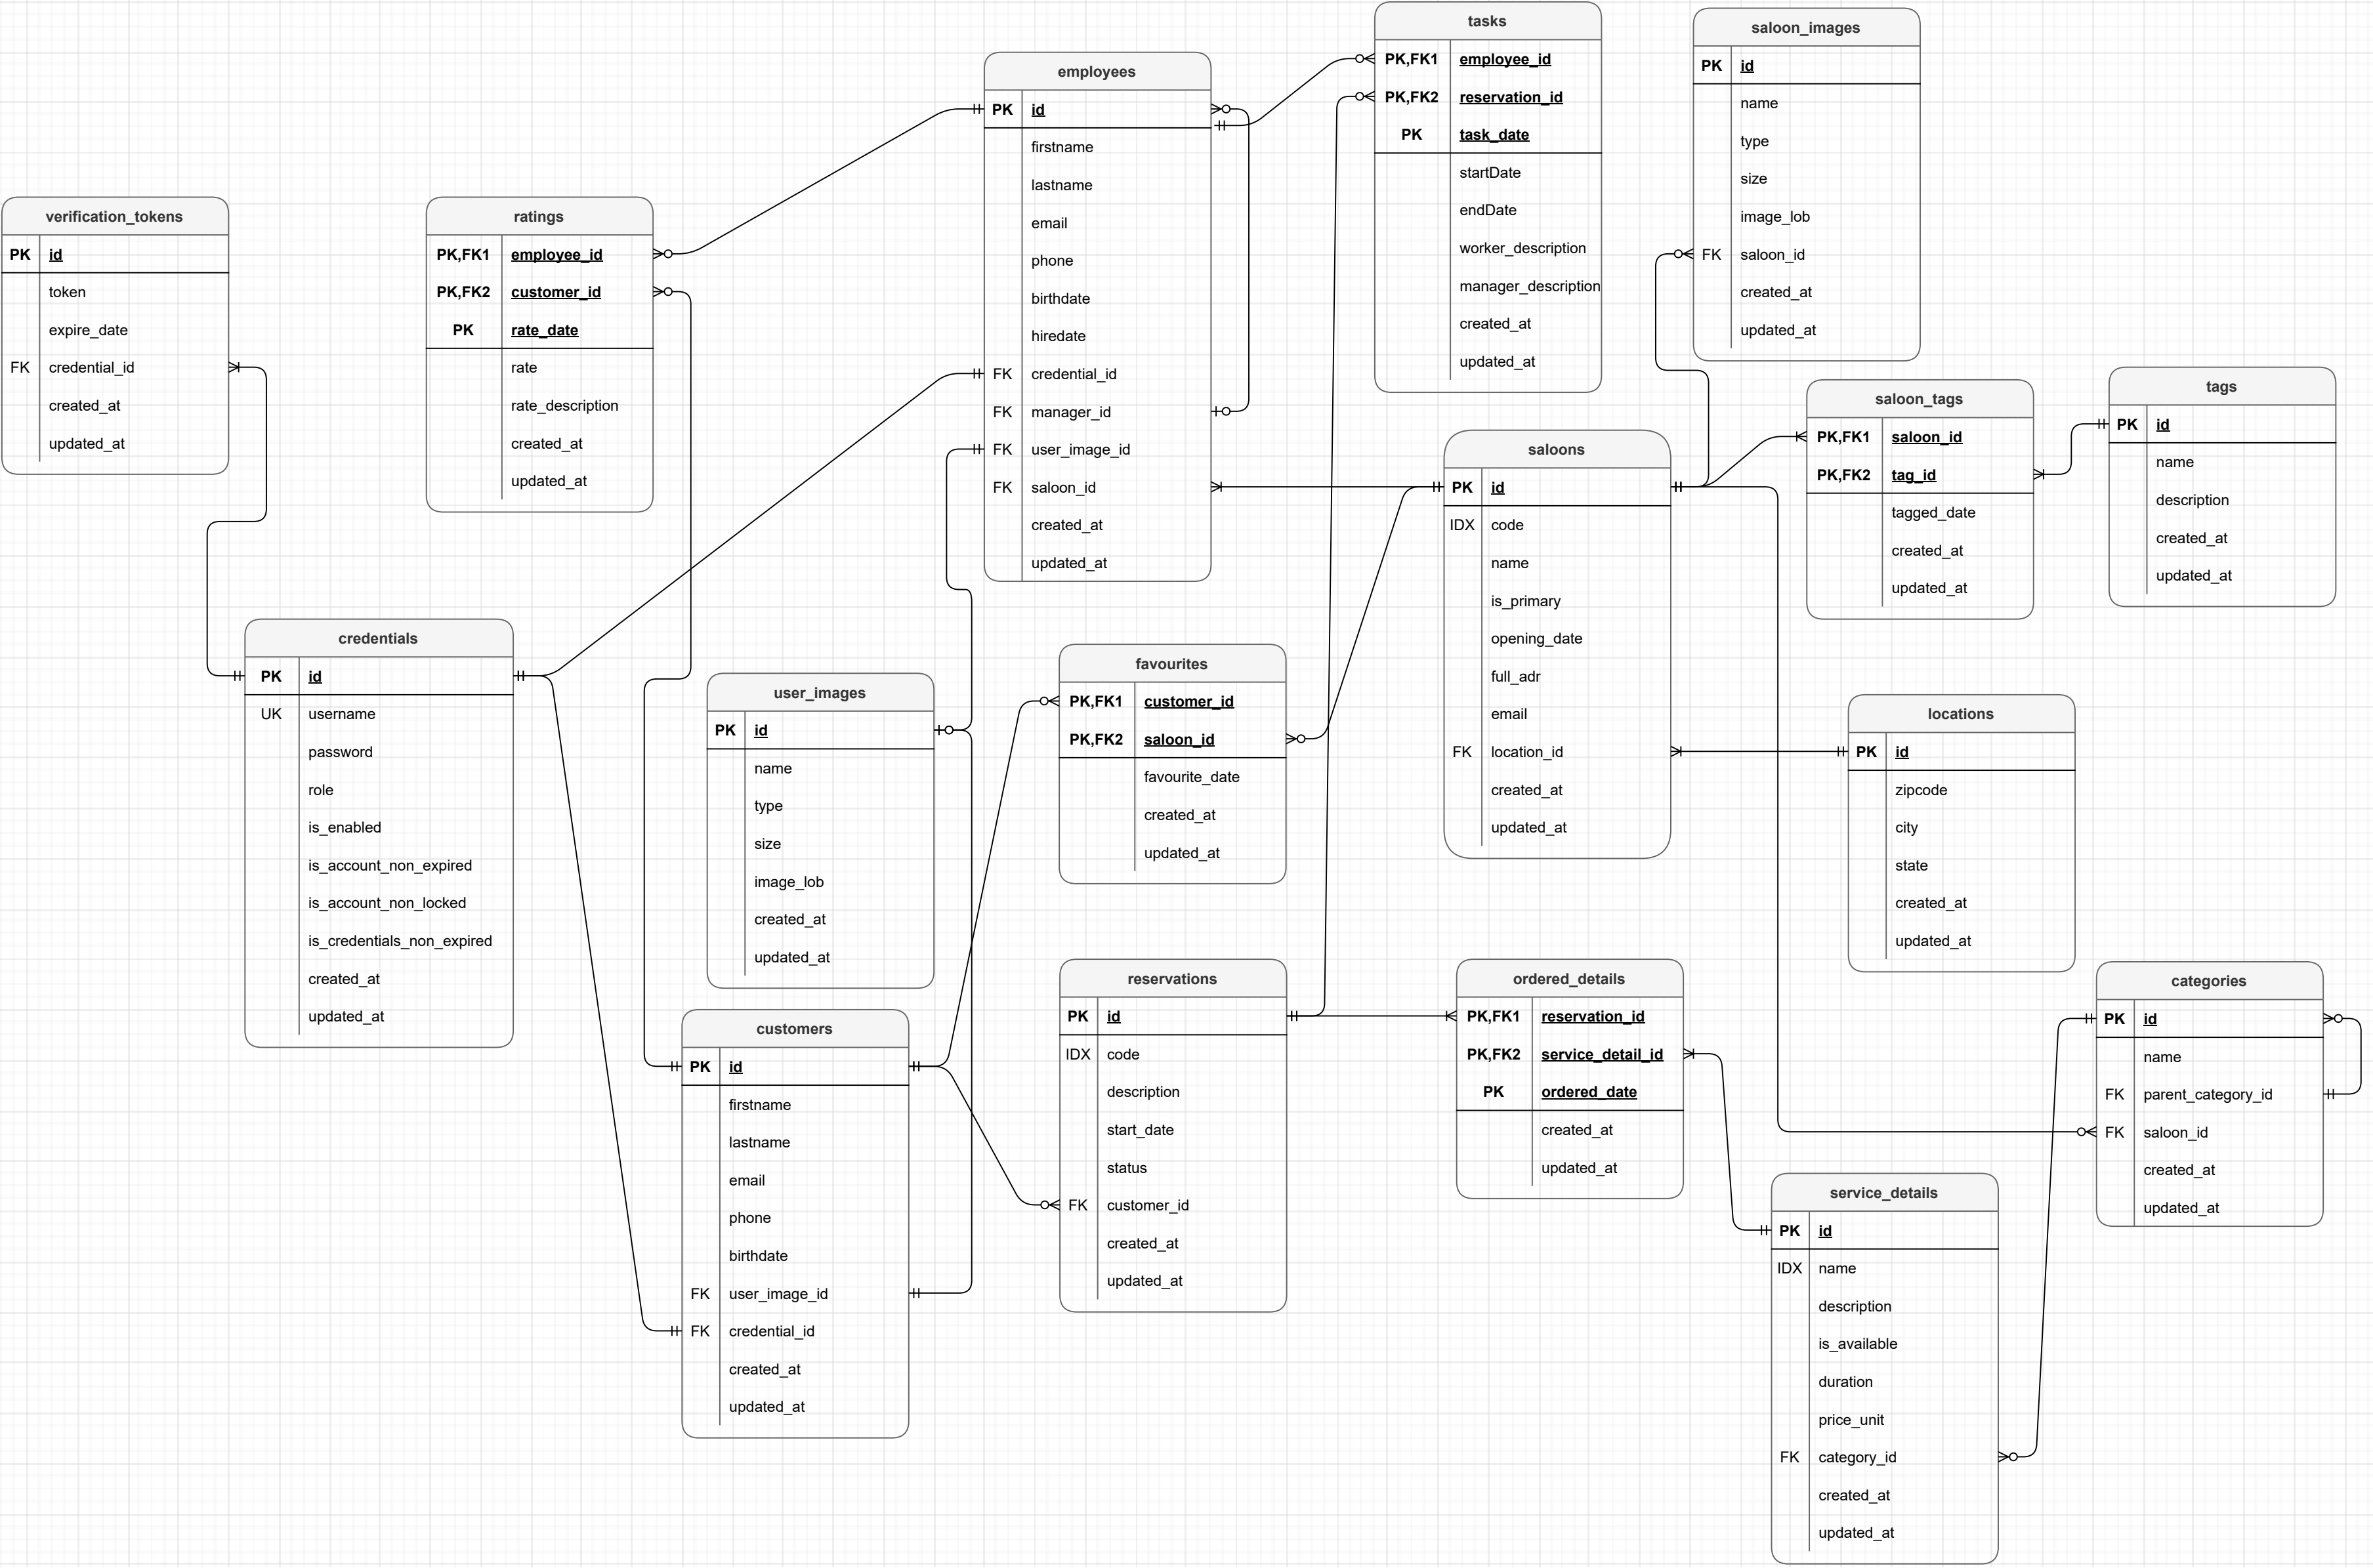 tasks
PK,FK1 employee_id
PK,FK2 reservation_id
PK task_date
startDate
endDate
worker_description
manager_description
created_at
updated_at
saloon_images
PK id
name
type
size
image_lob
FK saloon_id
created_at
updated_at
employees
PK id
firstname
lastname
email
phone
birthdate
hiredate
FK credential_id
FK manager_id
FK user_image_id
FK saloon_id
created_at
updated_at
verification_tokens
PK id
token
expire_date
FK credential_id
created_at
updated_at
ratings
PK,FK1 employee_id
PK,FK2 customer_id
PK rate_date
rate
rate_description
created_at
updated_at
saloon_tags
PK,FK1 saloon_id
PK,FK2 tag_id
tagged_date
created_at
updated_at
tags
PK id
name
description
created_at
updated_at
saloons
PK id
IDX code
name
is_primary
opening_date
full_adr
email
FK location_id
created_at
updated_at
credentials
PK id
UK username
password
role
is_enabled
is_account_non_expired
is_account_non_locked
is_credentials_non_expired
created_at
updated_at
user_images
PK id
name
type
size
image_lob
created_at
updated_at
favourites
PK,FK1 customer_id
PK,FK2 saloon_id
favourite_date
created_at
updated_at
locations
PK id
zipcode
city
state
created_at
updated_at
customers
PK id
firstname
lastname
email
phone
birthdate
FK user_image_id
FK credential_id
created_at
updated_at
reservations
PK id
IDX code
description
start_date
status
FK customer_id
created_at
updated_at
ordered_details
PK,FK1 reservation_id
PK,FK2 service_detail_id
PK ordered_date
created_at
updated_at
categories
PK id
name
FK parent_category_id
FK saloon_id
created_at
updated_at
service_details
PK id
IDX name
description
is_available
duration
price_unit
FK category_id
created_at
updated_at